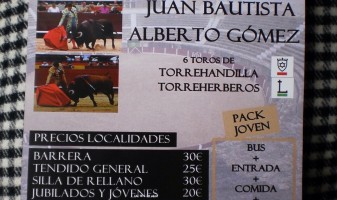 JUAN BAUTISTA
ALBERTO GÓMEZ
6 TOROS DE
TORREHANDILLA
TORREHERBEROS
L
PRECIOS LOCALIDADES
BARRERA 30€
TENDIDO GENERAL 25€
SILLA DE RELLANO 30€
JUBILADOS Y JÓVENES 20€
PACK
JOVEN
BUS
+
ENTRADA
+
COMIDA
+